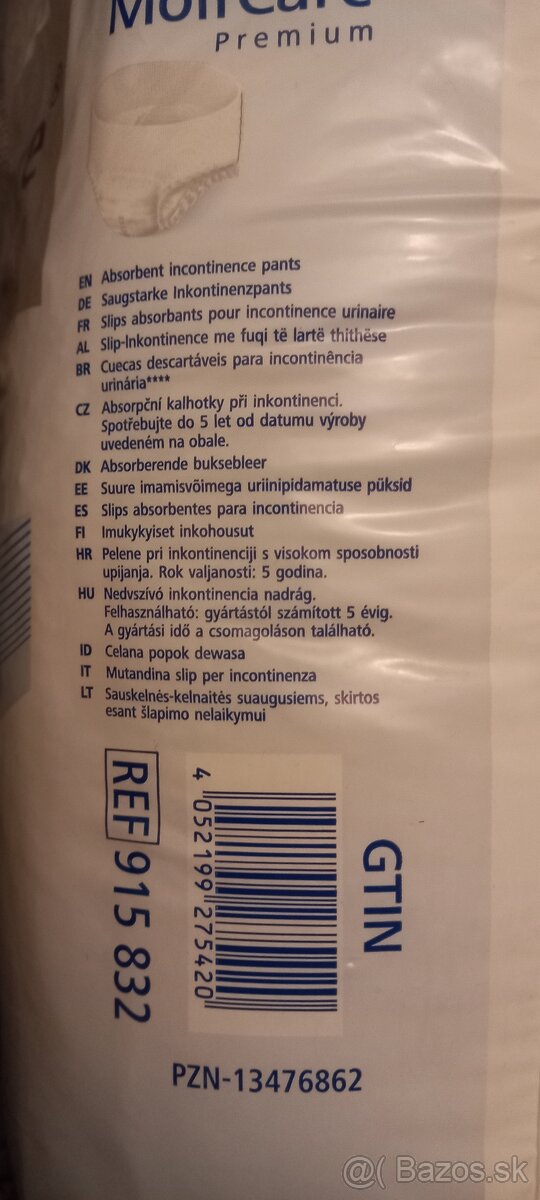 MoliCare
Premium
EN Absorbent incontinence pants
DE Saugstarke Inkontinenzpants
FR Slips absorbants pour incontinence urinaire
AL Slip-Inkontinence me fuqi të lartë thithëse
BR Cuecas descartáveis para incontinência
urinária****
CZ Absorpční kalhotky při inkontinenci.
Spotřebujte do 5 let od datumu výroby
uvedeném na obale.
DK Absorberende buksebleer
EE Suure imamisvõimega uriinipidamatuse püksid
ES Slips absorbentes para incontinencia
FI Imukykyiset inkohousut
HR Pelene pri inkontinenciji s visokom sposobnosti
upijanja. Rok valjanosti: 5 godina.
HU Nedvszívó inkontinencia nadrág.
Felhasználható: gyártástól számított 5 évig.
A gyártási idő a csomagoláson található.
ID Celana popok dewasa
IT Mutandina slip per incontinenza
LT Sauskelnės-kelnaitės suaugusiems, skirtos
esant šlapimo nelaikymui
REF 915 832
4 052199 275420
GTIN
PZN-13476862
@( Bazos.sk